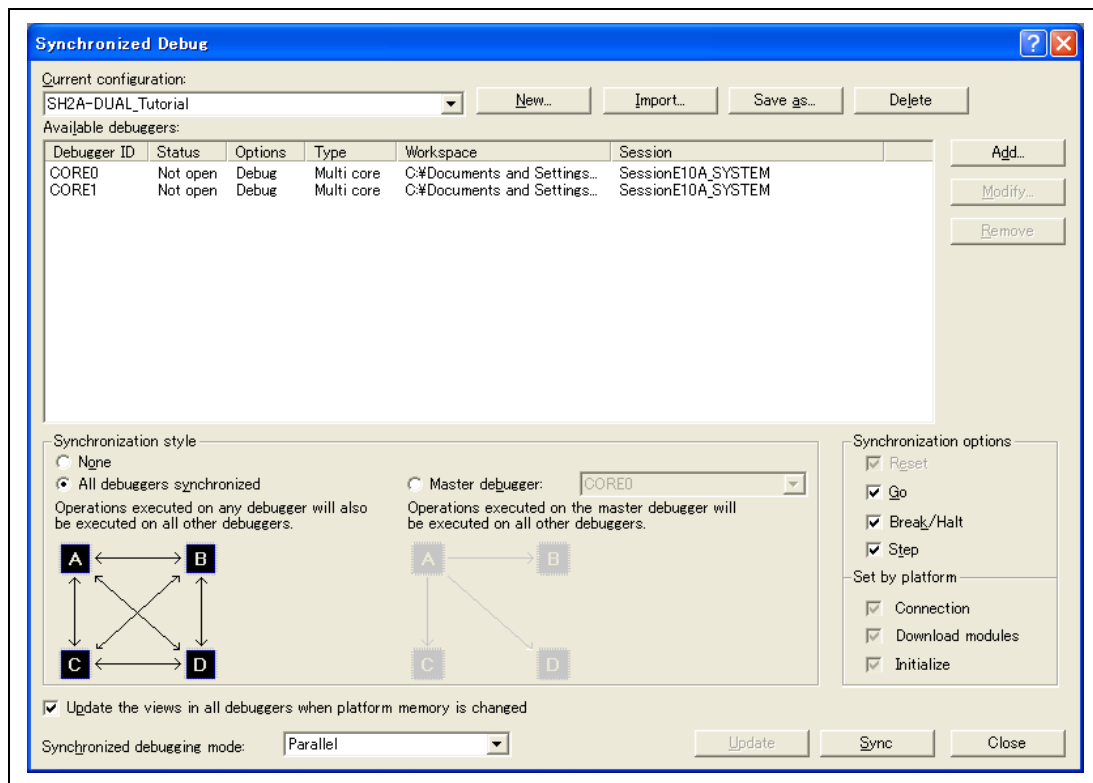 Synchronized Debug
Current configuration:
SH2A-DUAL_Tutorial New... Import... Save as... Delete
Available debuggers:
Debugger ID Status Options Type Workspace Session Add...
CORE0 Not open Debug Multi core C:¥Documents and Settings... SessionE10A_SYSTEM
CORE1 Not open Debug Multi core C:¥Documents and Settings... SessionE10A_SYSTEM
Modify...
Remove
Synchronization style Synchronization options
None Reset
All debuggers synchronized Master debugger: CORE0
Go
Operations executed on any debugger will also Operations executed on the master debugger will
be executed on all other debuggers. be executed on all other debuggers.
Break/Halt
Step
A B A B
Set by platform
Connection
Download modules
C D C D
Initialize
Update the views in all debuggers when platform memory is changed
Synchronized debugging mode: Parallel Update Sync Close